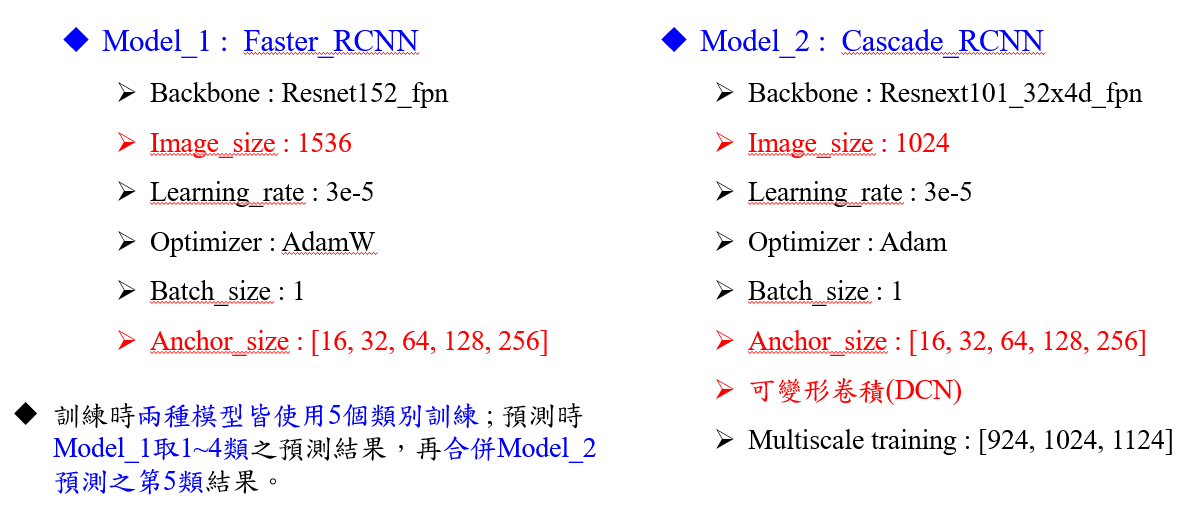 Model_1 : Faster_RCNN
Backbone : Resnet152_fpn
Image_size : 1536
Learning_rate : 3e-5
Optimizer : AdamW
Batch_size : 1
Anchor_size : [16, 32, 64, 128, 256]
訓練時兩種模型皆使用5個類別訓練 ; 預測時
Model_1取1~4類之預測結果，再合併Model_2
預測之第5類結果。
Model_2 : Cascade_RCNN
Backbone : Resnext101_32x4d_fpn
Image_size : 1024
Learning_rate : 3e-5
Optimizer : Adam
Batch_size : 1
Anchor_size : [16, 32, 64, 128, 256]
可變形卷積(DCN)
Multiscale training : [924, 1024, 1124]